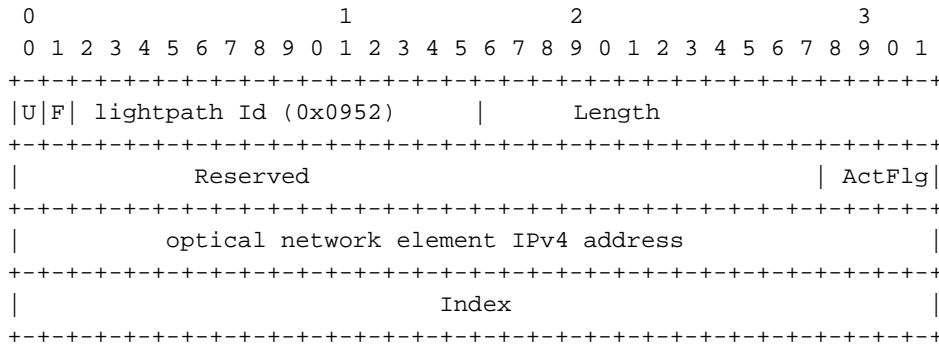 0                   1                   2                   3
0 1 2 3 4 5 6 7 8 9 0 1 2 3 4 5 6 7 8 9 0 1 2 3 4 5 6 7 8 9 0 1
+-+-+-+-+-+-+-+-+-+-+-+-+-+-+-+-+-+-+-+-+-+-+-+-+-+-+-+-+-+-+-+-+
|U|F| lightpath Id (0x0952)     |      Length
+-+-+-+-+-+-+-+-+-+-+-+-+-+-+-+-+-+-+-+-+-+-+-+-+-+-+-+-+-+-+-+-+
|            Reserved                                   | ActFlg|
+-+-+-+-+-+-+-+-+-+-+-+-+-+-+-+-+-+-+-+-+-+-+-+-+-+-+-+-+-+-+-+-+
|          optical network element IPv4 address                 |
+-+-+-+-+-+-+-+-+-+-+-+-+-+-+-+-+-+-+-+-+-+-+-+-+-+-+-+-+-+-+-+-+
|                             Index                             |
+-+-+-+-+-+-+-+-+-+-+-+-+-+-+-+-+-+-+-+-+-+-+-+-+-+-+-+-+-+-+-+-+